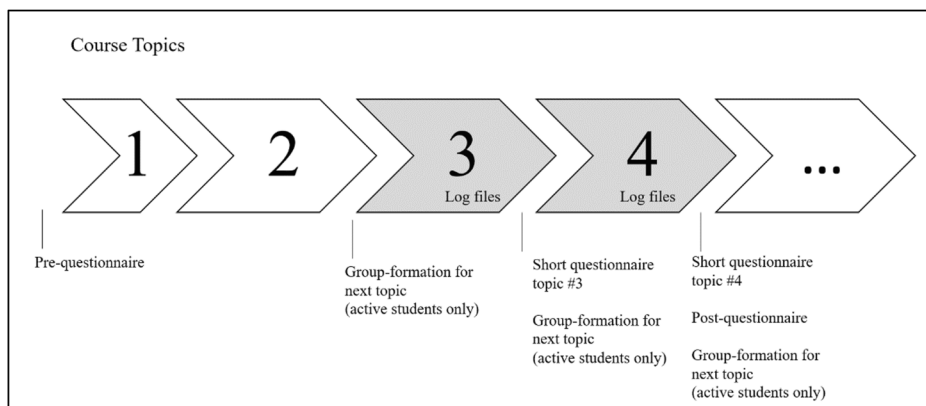 Course Topics
1
2
3
Log files
4
Log files
...
Pre-questionnaire
Group-formation for
next topic
(active students only)
Short questionnaire
topic #3
Group-formation for
next topic
(active students only)
Short questionnaire
topic #4
Post-questionnaire
Group-formation for
next topic
(active students only)